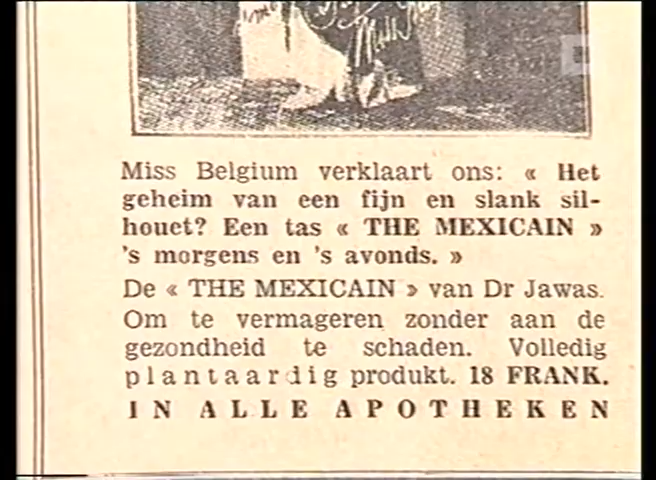 Miss Belgium verklaart ons: « Het
geheim van een fijn en slank sil-
houet? Een tas « THE MEXICAIN »
's morgens en 's avonds. »
De « THE MEXICAIN » van Dr Jawas.
Om te vermageren zonder aan de
gezondheid te schaden. Volledig
plantaardig produkt. 18 FRANK.
IN ALLE APOTHEKEN